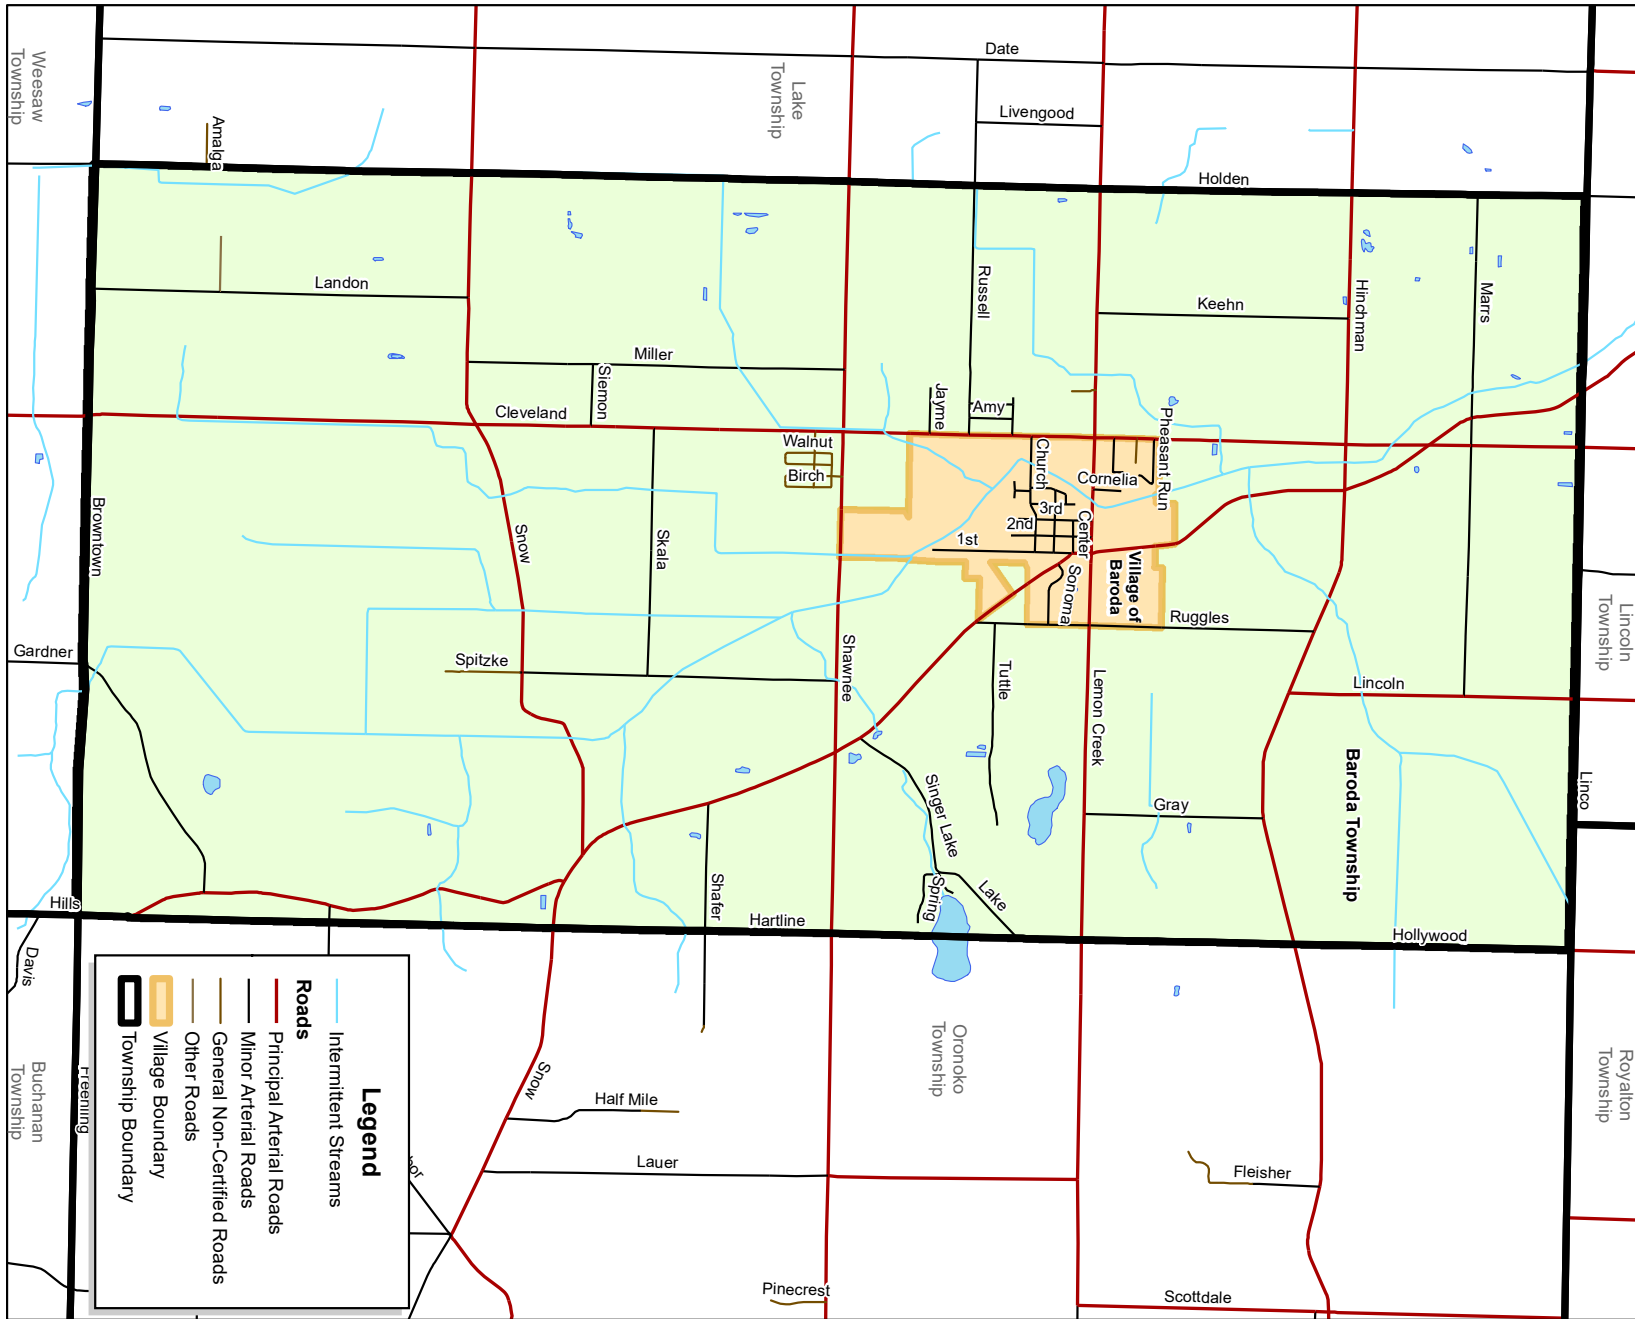 Date
Weesaw
Township
Lake
Township
Livengood
Amalga
Holden
Landon
Russell
Keehn
Hinchman
Marrs
Miller
Siemon
Jayme
Amy
Cleveland
Walnut
Birch
Church
Cornelia
Pheasant Run
3rd
2nd
Center
1st
Browntown
Snow
Skala
Sonoma
Village of
Baroda
Ruggles
Lincoln
Township
Gardner
Spitzke
Shawnee
Tuttle
Lemon Creek
Lincoln
Baroda Township
Linco
Singer Lake
Gray
Shafer
Spring
Lake
Hills
Hartline
Hollywood
Davis
Oronoko
Township
Royalton
Township
Buchanan
Township
Snow
Half Mile
Lauer
Fleisher
Pinecrest
Scottdale
Legend
Intermittent Streams
Roads
Principal Arterial Roads
Minor Arterial Roads
General Non-Certified Roads
Other Roads
Village Boundary
Township Boundary